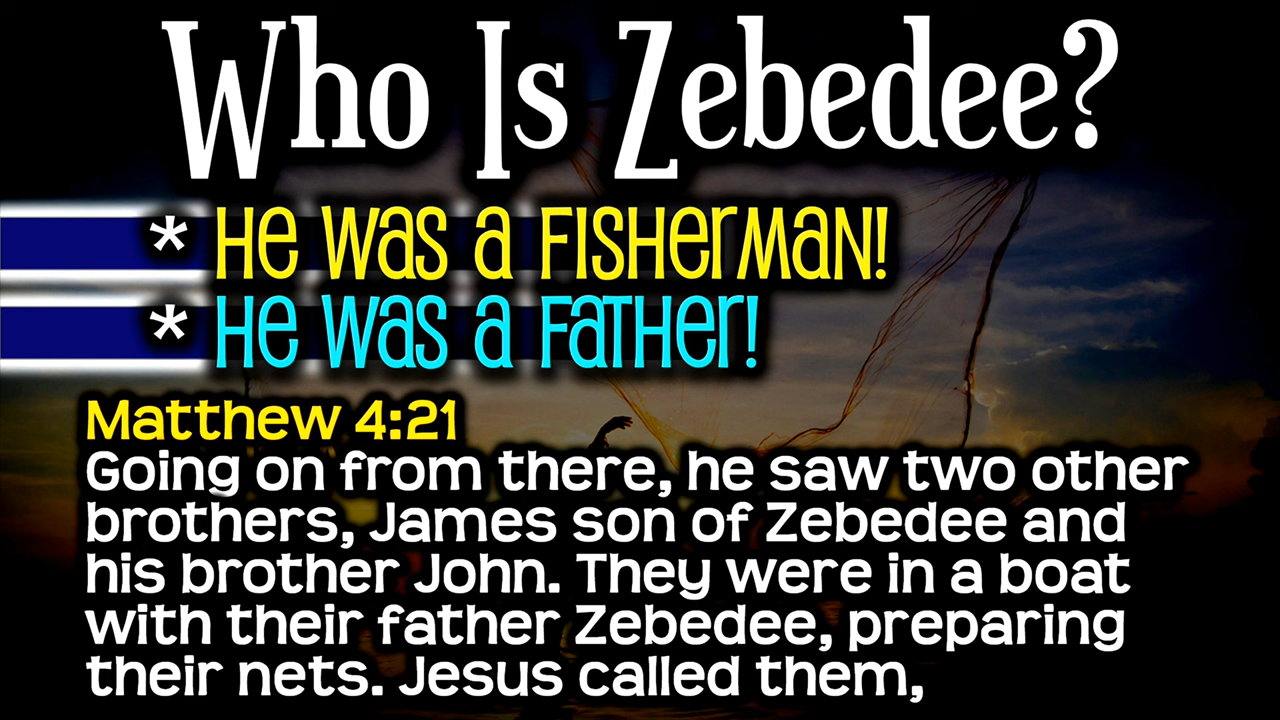 Who Is Zebedee?
* He was a Fisherman!
* He was a Father!
Matthew 4:21
Going on from there, he saw two other
brothers, James son of Zebedee and
his brother John. They were in a boat
with their father Zebedee, preparing
their nets. Jesus called them,